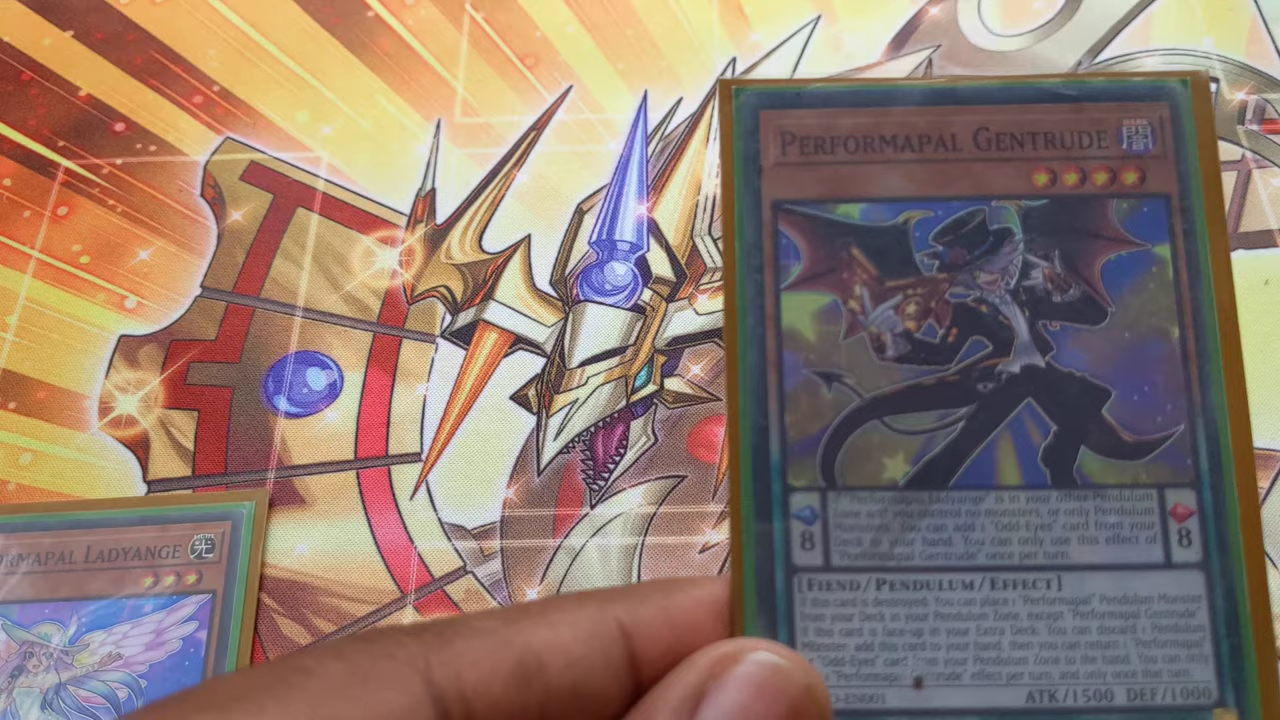 PERFORMAPAL GENTRUDE
闇
"Performapal Ladyange" is in your other Pendulum
Zone and you control no monsters, or only Pendulum
Monsters: You can add 1 "Odd-Eyes" card from your
Deck to your hand. You can only use this effect of
"Performapal Gentrude" once per turn.
8
8
[FIEND/PENDULUM/EFFECT]
If this card is destroyed: You can place 1 "Performapal" Pendulum Monster
from your Deck in your Pendulum Zone, except "Performapal Gentrude".
If this card is face-up in your Extra Deck: You can discard 1 Pendulum
Monster; add this card to your hand, then you can return 1 "Performapal"
"Odd-Eyes" card from your Pendulum Zone to the hand. You can only
"Performapal Gentrude" effect per turn, and only once that turn.
-EN001
ATK/1500 DEF/1000
ORMAPAL LADYANGE
光